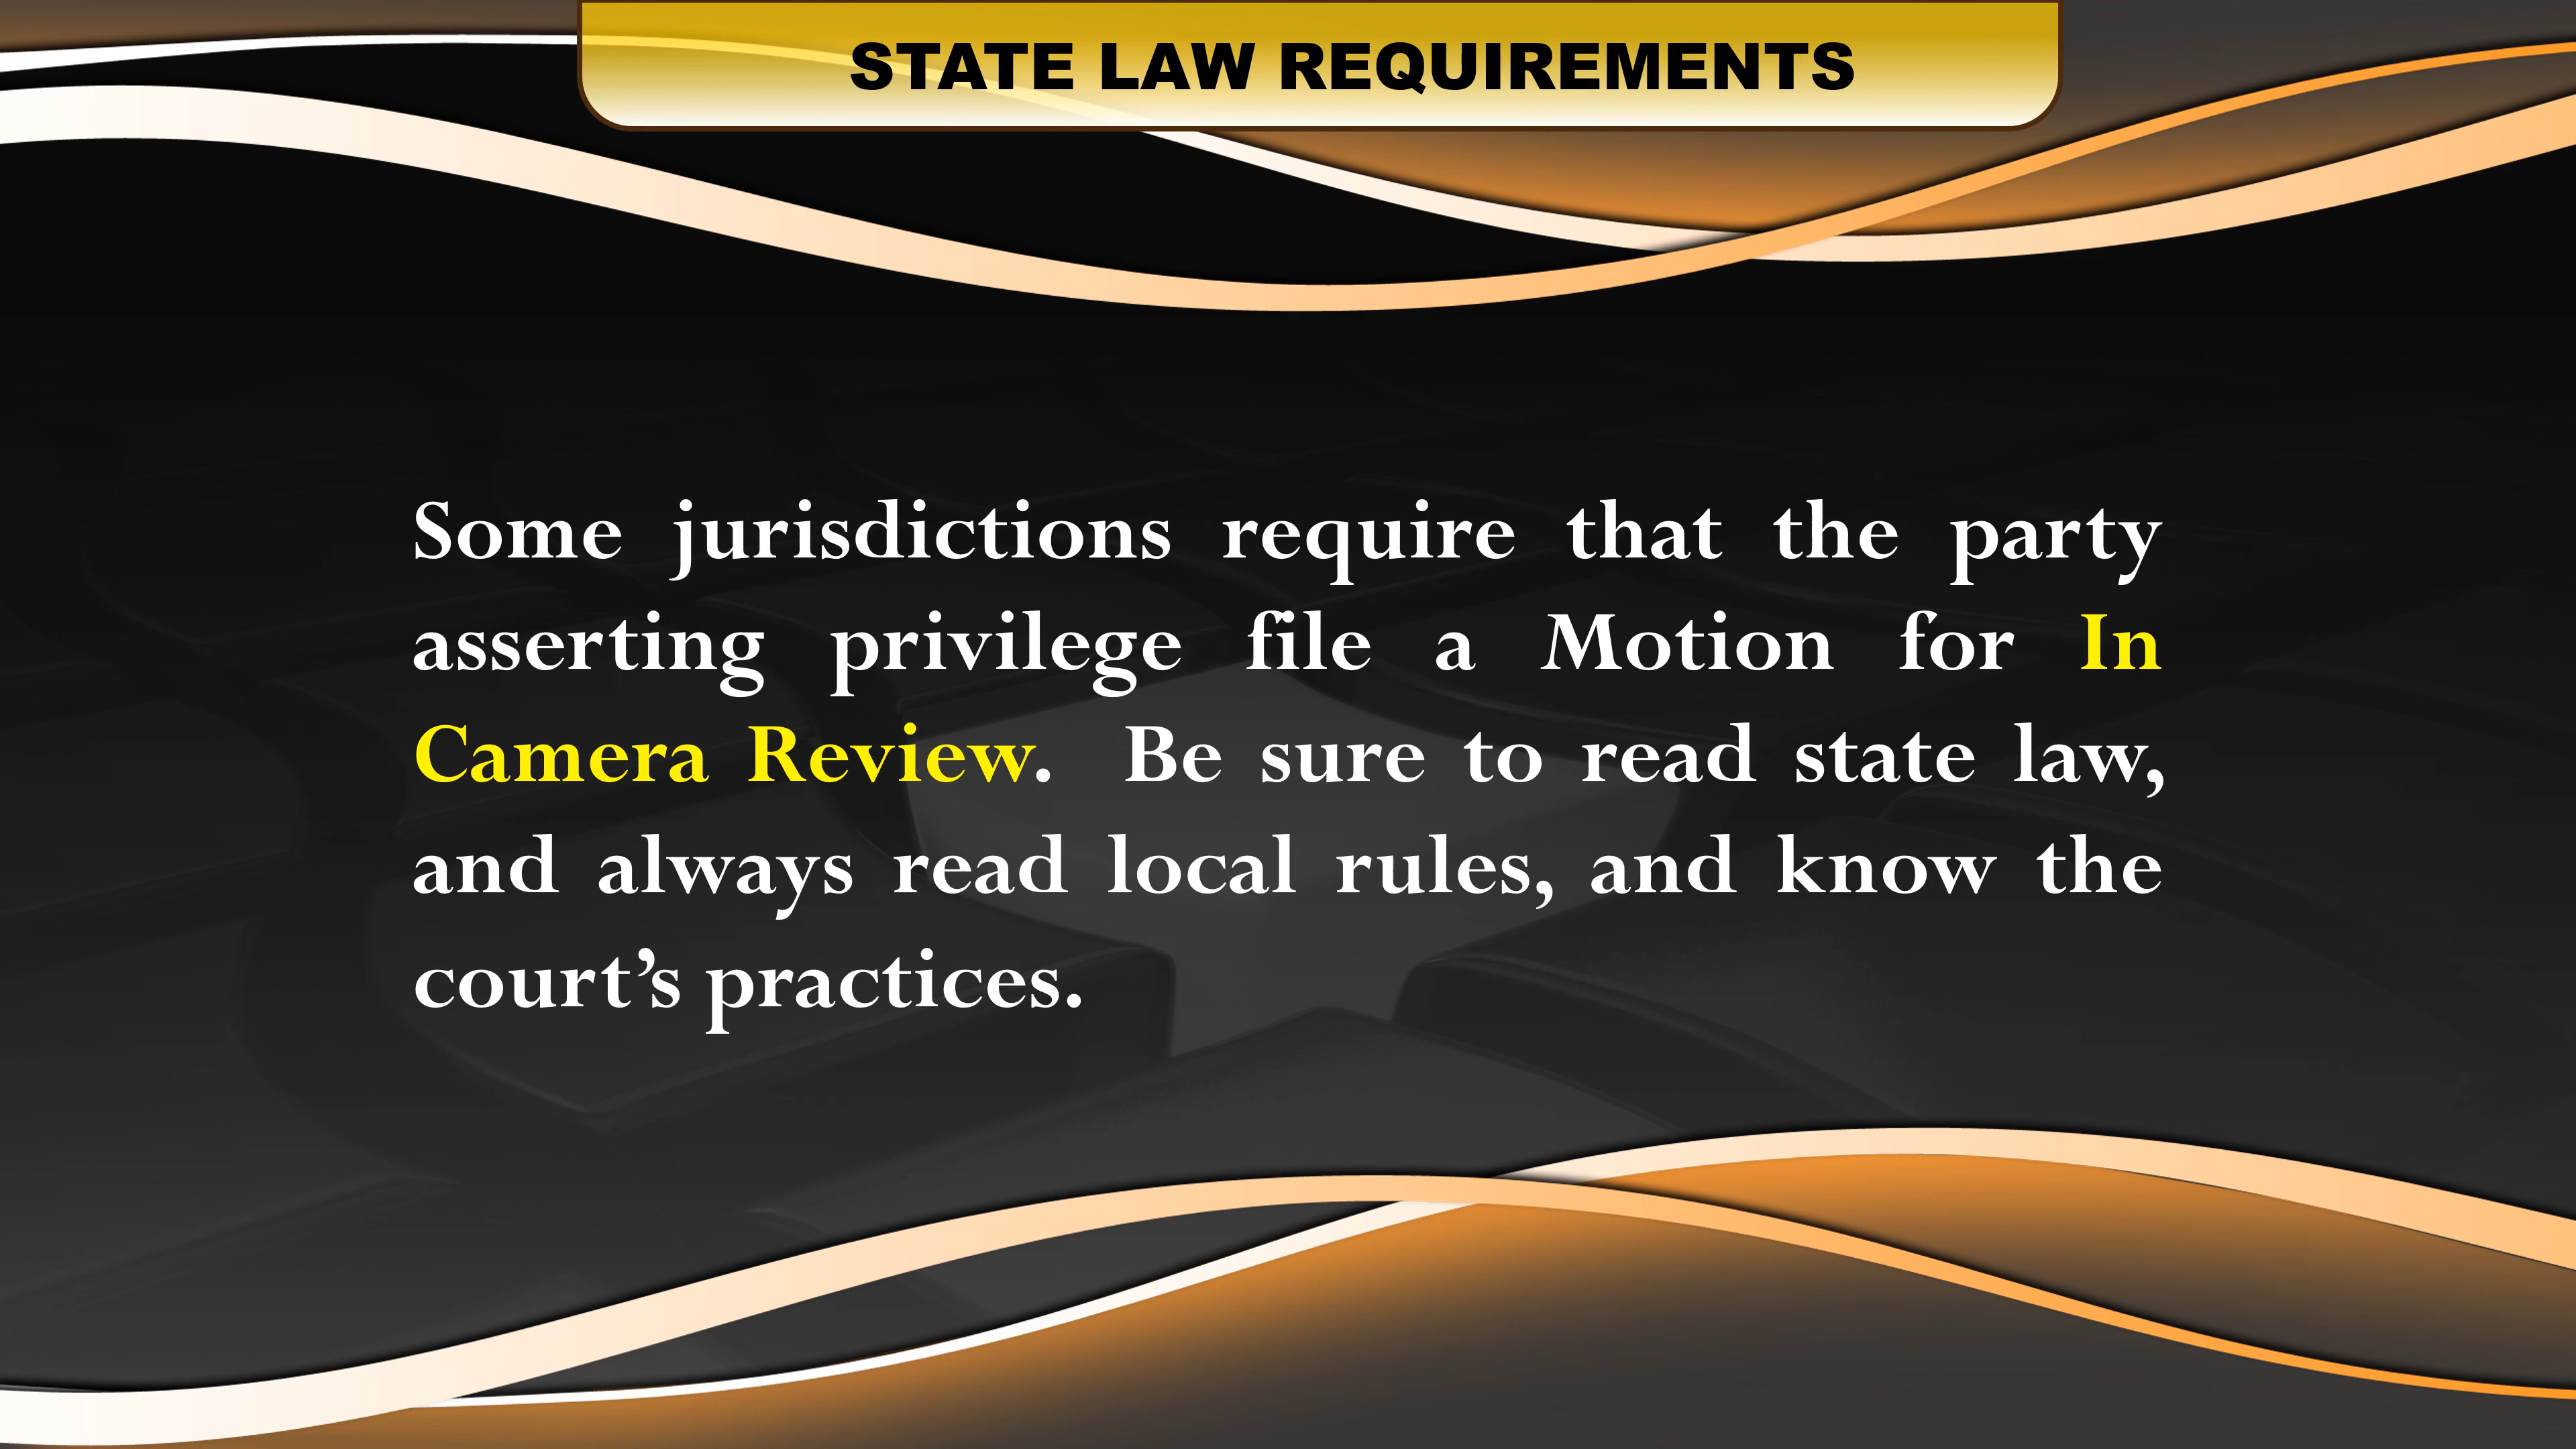 STATE LAW REQUIREMENTS
Some jurisdictions require that the party
asserting privilege file a Motion for In
Camera Review.  Be sure to read state law,
and always read local rules, and know the
court’s practices.